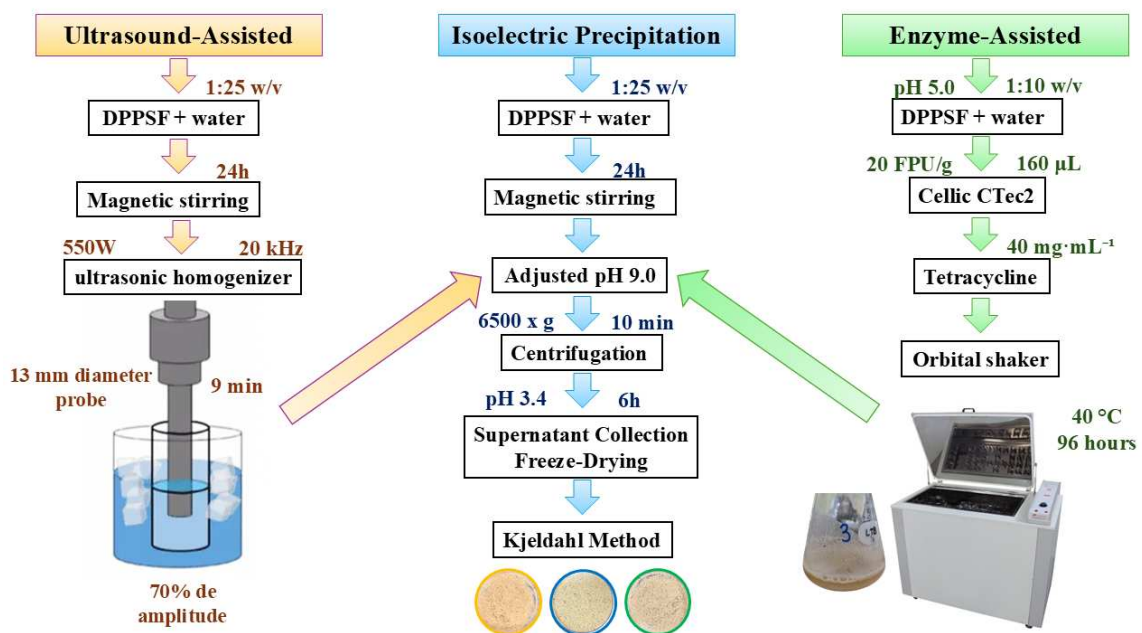 Ultrasound-Assisted
1:25 w/v
DPPSF + water
24h
Magnetic stirring
550W
20 kHz
ultrasonic homogenizer
13 mm diameter
probe
9 min
70% de
amplitude
Isoelectric Precipitation
1:25 w/v
DPPSF + water
24h
Magnetic stirring
Adjusted pH 9.0
6500 x g
10 min
Centrifugation
pH 3.4
6h
Supernatant Collection
Freeze-Drying
Kjeldahl Method
Enzyme-Assisted
pH 5.0
1:10 w/v
DPPSF + water
20 FPU/g
160 µL
Cellic CTec2
40 mg·mL⁻¹
Tetracycline
Orbital shaker
40 °C
96 hours
3